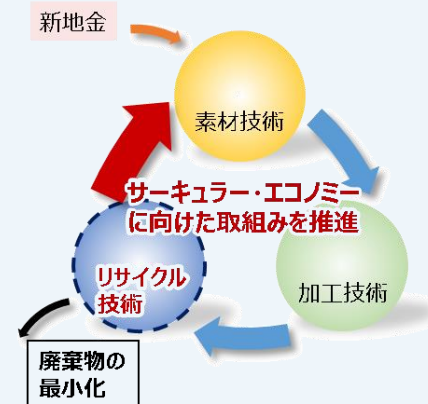 新地金
素材技術
サーキュラー・エコノミー
に向けた取組みを推進
リサイクル
技術
加工技術
廃棄物の
最小化